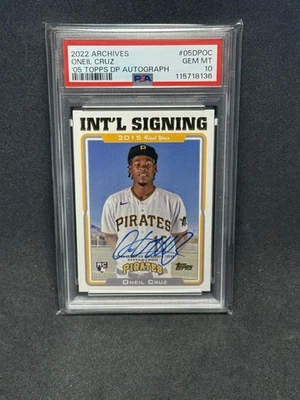 2022 ARCHIVES #05DPOC
ONEIL CRUZ GEM MT
'05 TOPPS DP AUTOGRAPH 10
PSA 115718136
INT'L SIGNING
2015 First Year
P
PIRATES
PITTSBURGH
RC PIRATES Topps
ONEIL CRUZ